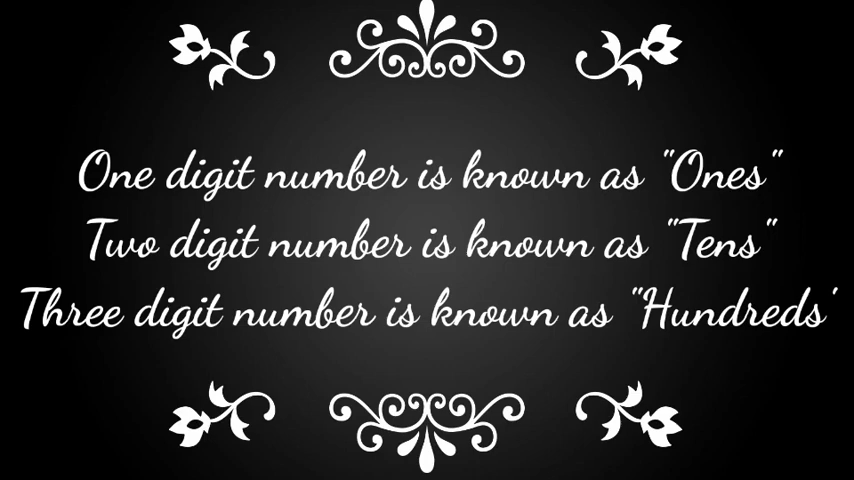 One digit number is known as "Ones"
Two digit number is known as "Tens"
Three digit number is known as "Hundreds'